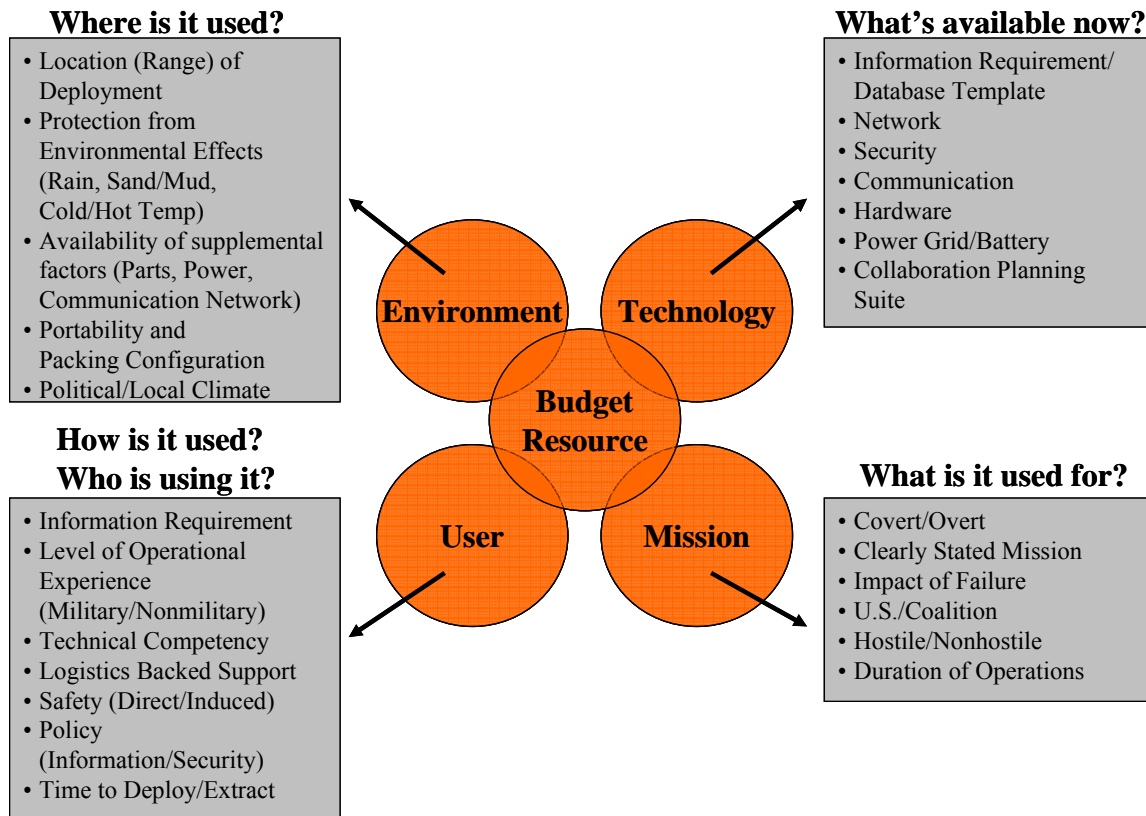 Where is it used?
• Location (Range) of
Deployment
• Protection from
Environmental Effects
(Rain, Sand/Mud,
Cold/Hot Temp)
• Availability of supplemental
factors (Parts, Power,
Communication Network)
• Portability and
Packing Configuration
• Political/Local Climate
What's available now?
• Information Requirement/
Database Template
• Network
• Security
• Communication
• Hardware
• Power Grid/Battery
• Collaboration Planning
Suite
Environment
Technology
Budget
Resource
User
Mission
How is it used?
Who is using it?
• Information Requirement
• Level of Operational
Experience
(Military/Nonmilitary)
• Technical Competency
• Logistics Backed Support
• Safety (Direct/Induced)
• Policy
(Information/Security)
• Time to Deploy/Extract
What is it used for?
• Covert/Overt
• Clearly Stated Mission
• Impact of Failure
• U.S./Coalition
• Hostile/Nonhostile
• Duration of Operations